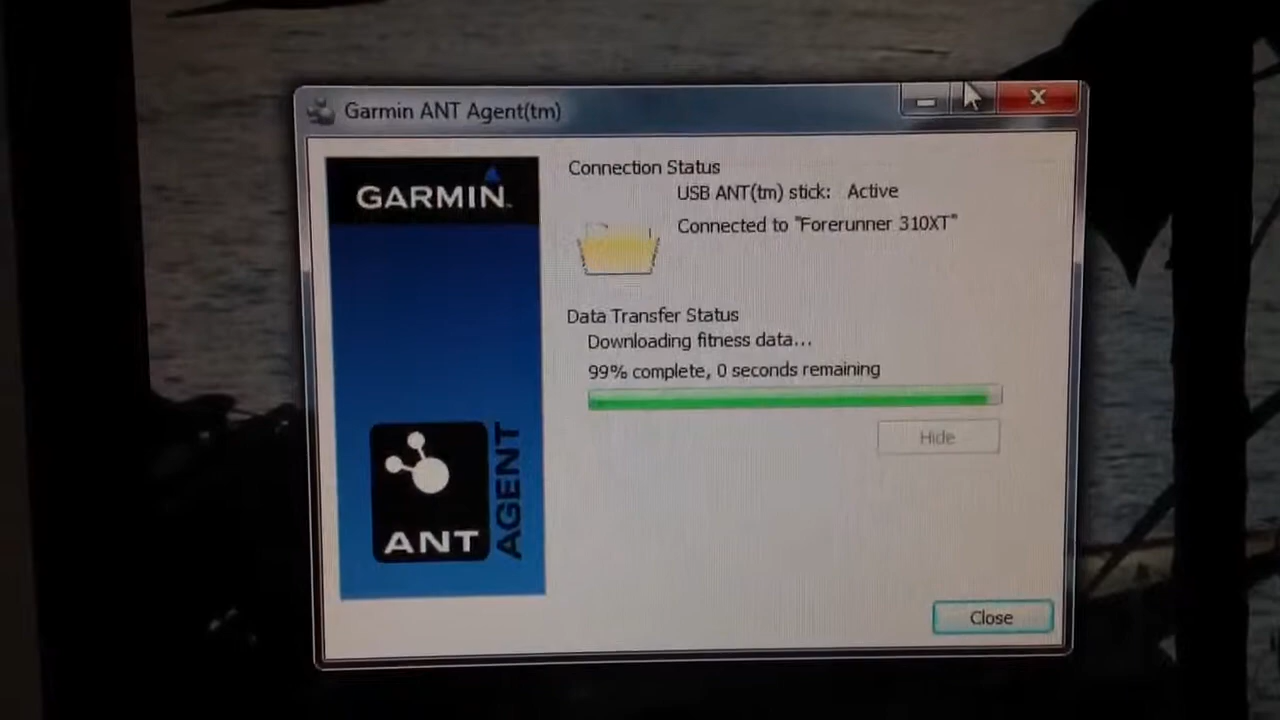 Garmin ANT Agent(tm)
GARMIN
Connection Status
USB ANT(tm) stick: Active
Connected to "Forerunner 310XT"
Data Transfer Status
Downloading fitness data...
99% complete, 0 seconds remaining
Hide
ANT
AGENT
Close